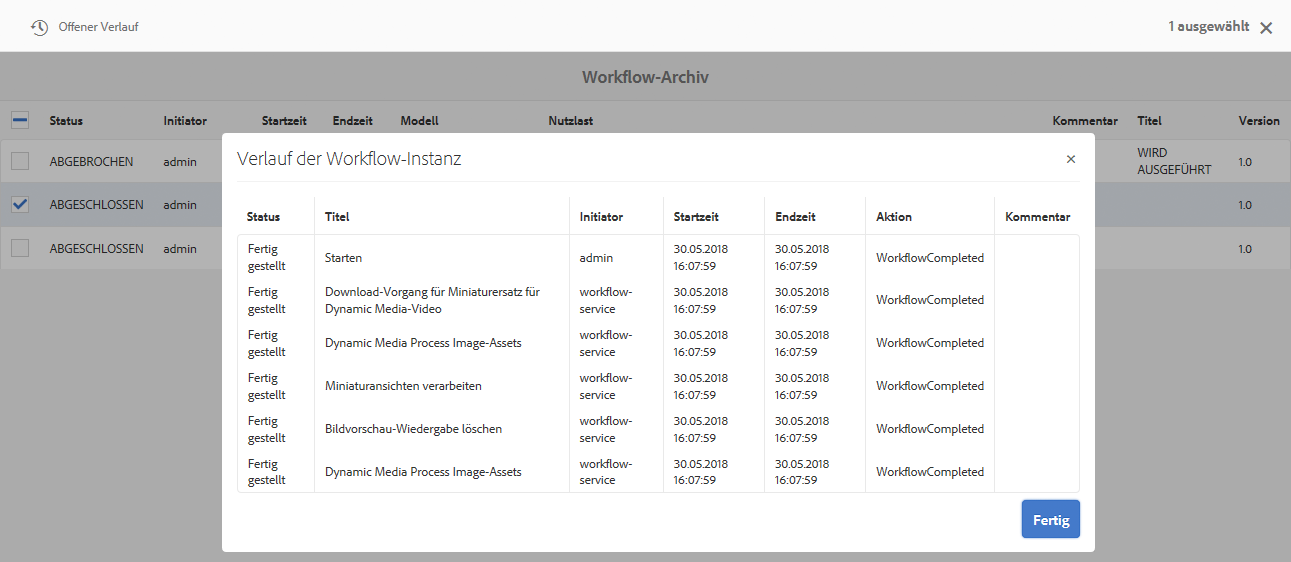 Offener Verlauf
1 ausgewählt
Workflow-Archiv
Status Initiator Startzeit Endzeit Modell Nutzlast Kommentar Titel Version
ABGEBROCHEN admin WIRD
AUSGEFÜHRT 1.0
ABGESCHLOSSEN admin 1.0
ABGESCHLOSSEN admin 1.0
Verlauf der Workflow-Instanz
Status Titel Initiator Startzeit Endzeit Aktion Kommentar
Fertig
gestellt Starten admin 30.05.2018
16:07:59 30.05.2018
16:07:59 WorkflowCompleted
Fertig
gestellt Download-Vorgang für Miniaturersatz für
Dynamic Media-Video workflow-
service 30.05.2018
16:07:59 30.05.2018
16:07:59 WorkflowCompleted
Fertig
gestellt Dynamic Media Process Image-Assets workflow-
service 30.05.2018
16:07:59 30.05.2018
16:07:59 WorkflowCompleted
Fertig
gestellt Miniaturansichten verarbeiten workflow-
service 30.05.2018
16:07:59 30.05.2018
16:07:59 WorkflowCompleted
Fertig
gestellt Bildvorschau-Wiedergabe löschen workflow-
service 30.05.2018
16:07:59 30.05.2018
16:07:59 WorkflowCompleted
Fertig
gestellt Dynamic Media Process Image-Assets workflow-
service 30.05.2018
16:07:59 30.05.2018
16:07:59 WorkflowCompleted
Fertig